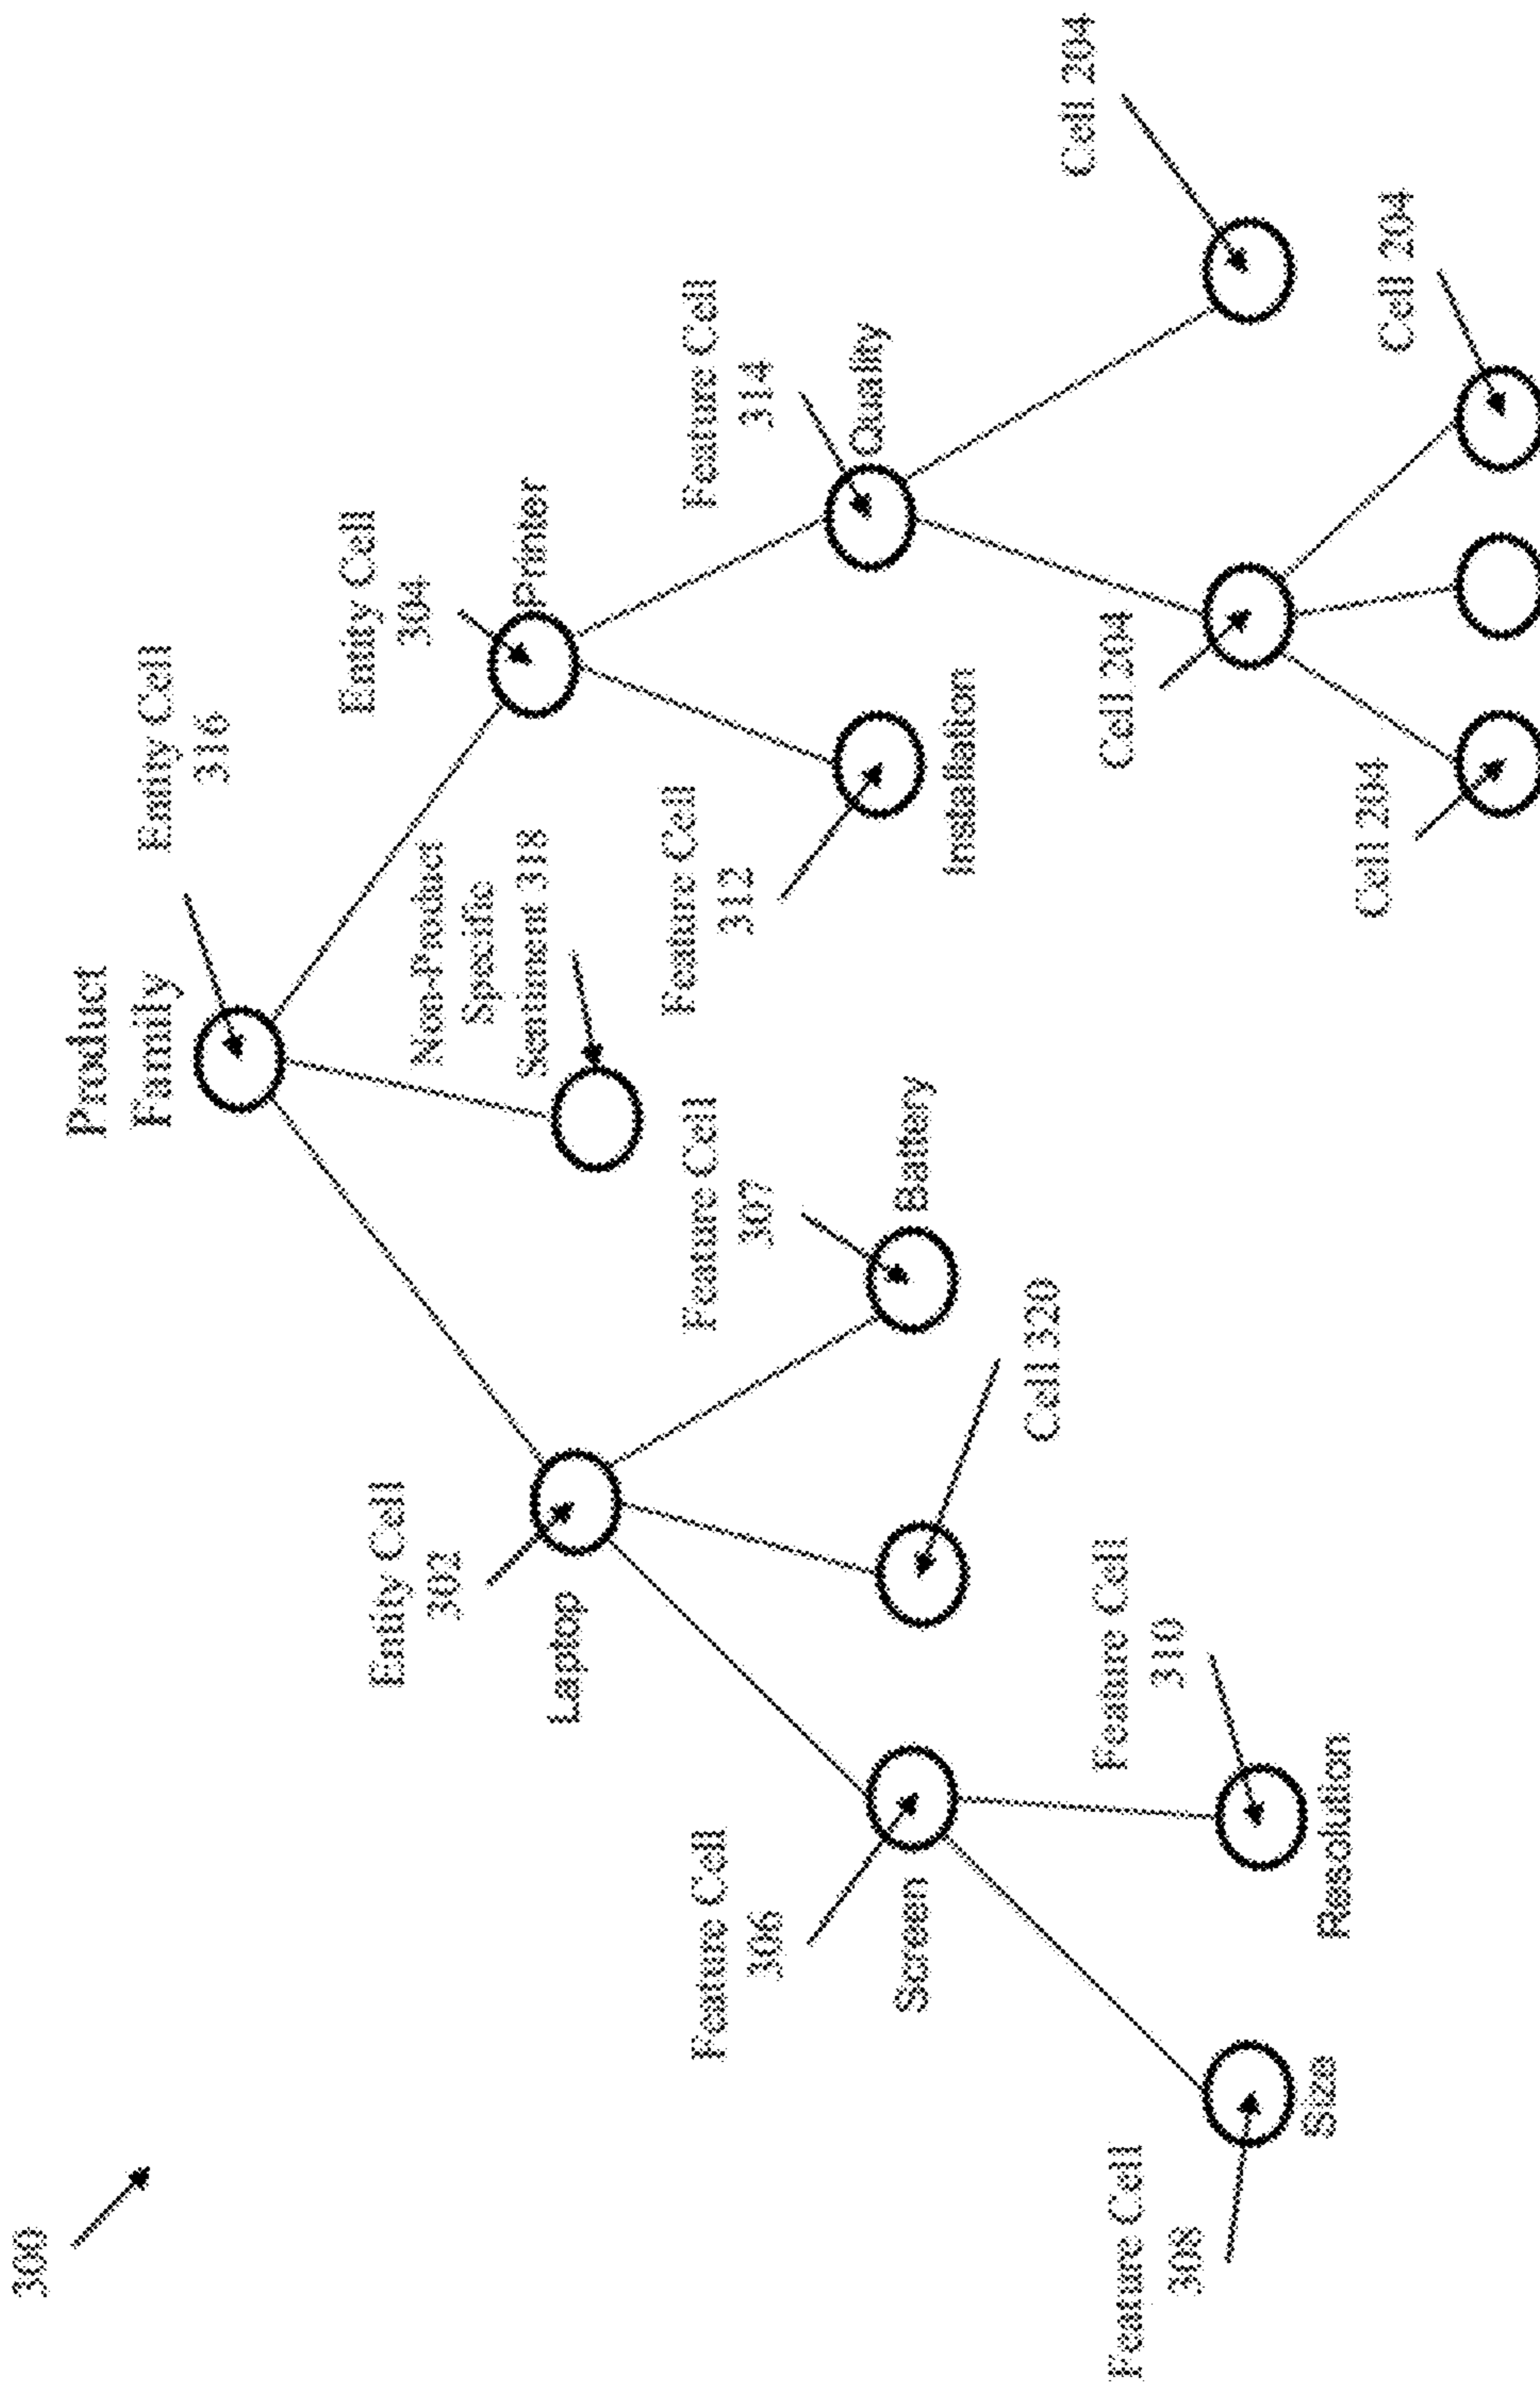 300
Product
Family
Entity Cell
316
Entity Cell
302
Laptop
Non-Product
Specific
Sentiment 318
Entity Cell
304
Printer
Feature Cell
306
Screen
Cell 320
Feature Cell
307
Battery
Feature Cell
312
Installation
Feature Cell
314
Quality
Feature Cell
308
Size
Feature Cell
310
Resolution
Cell 204
Cell 204
Cell 204
Cell 204